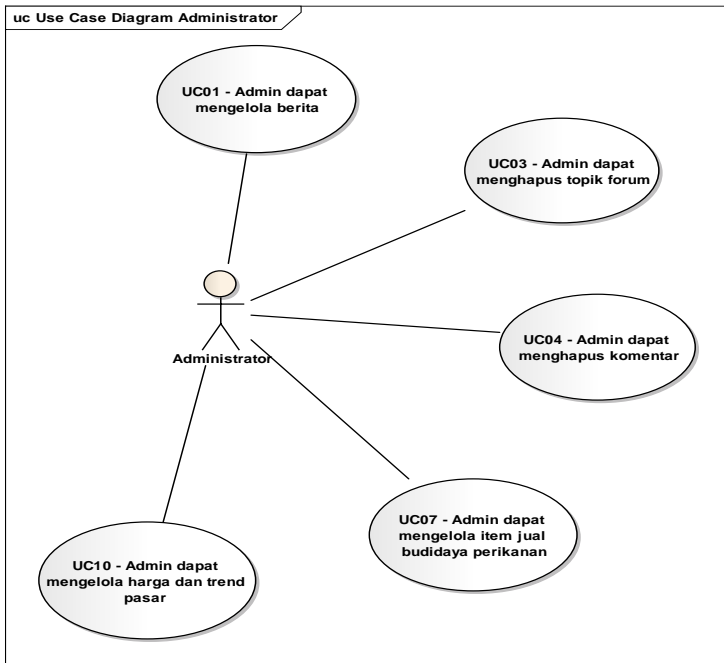 uc Use Case Diagram Administrator
UC01 - Admin dapat
mengelola berita
UC03 - Admin dapat
menghapus topik forum
UC04 - Admin dapat
menghapus komentar
Administrator
UC07 - Admin dapat
mengelola item jual
budidaya perikanan
UC10 - Admin dapat
mengelola harga dan trend
pasar